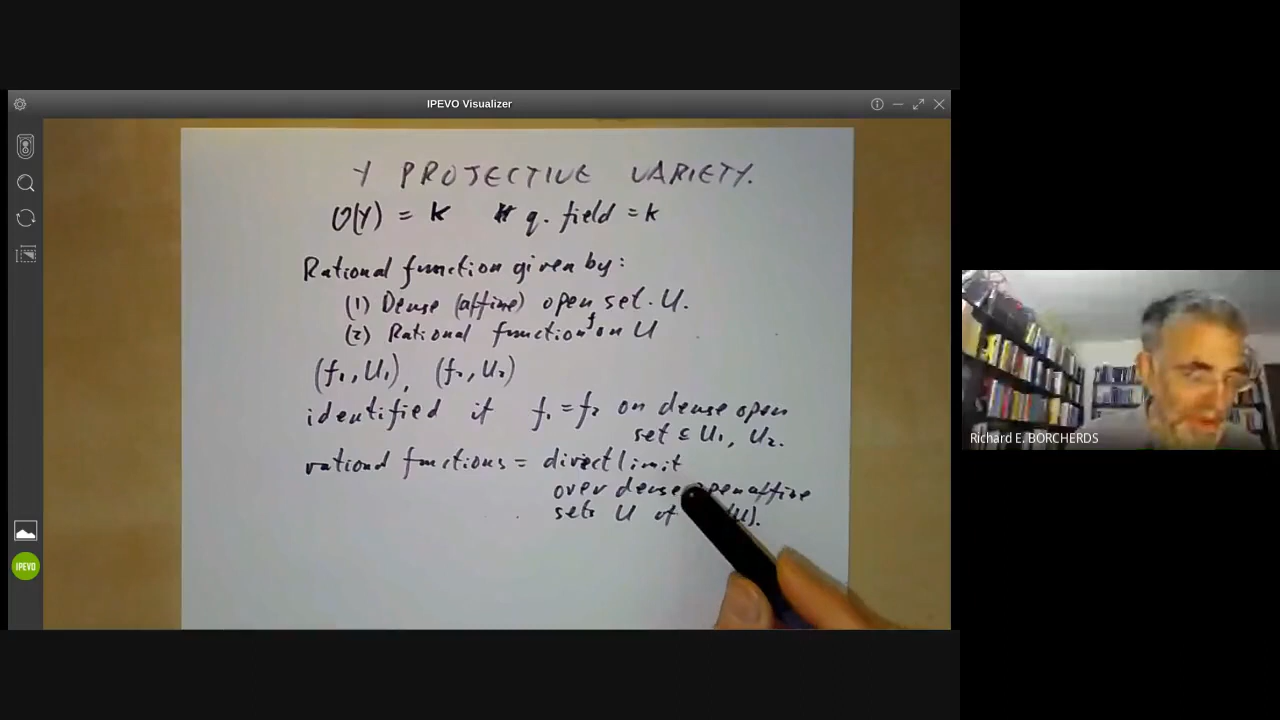 IPEVO Visualizer
Y PROJECTIVE VARIETY.
O(Y) = k q. field = k
Rational function given by:
(1) Dense (affine) open set. U.
(2) Rational function f on U
(f₁, U₁), (f₂, U₂)
identified if f₁ = f₂ on dense open
set ⊆ U₁, U₂.
rational functions = direct limit
over dense open affine
sets U of (U).
Richard E. BORCHERDS
IPEVO